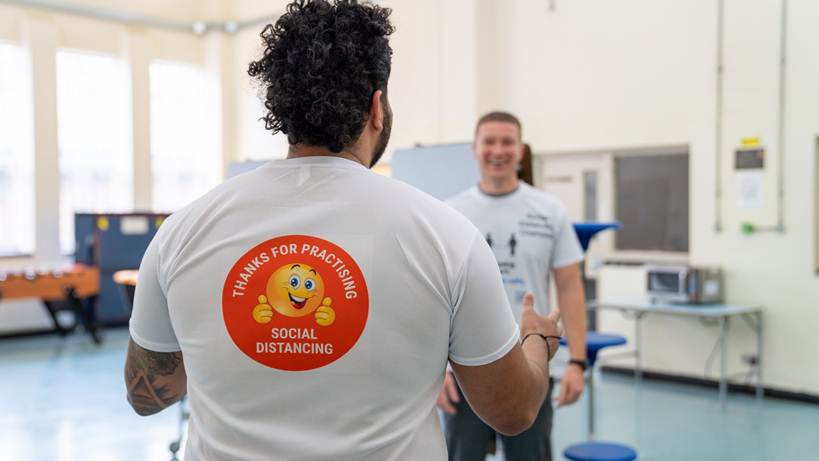 THANKS FOR PRACTISING
SOCIAL
DISTANCING